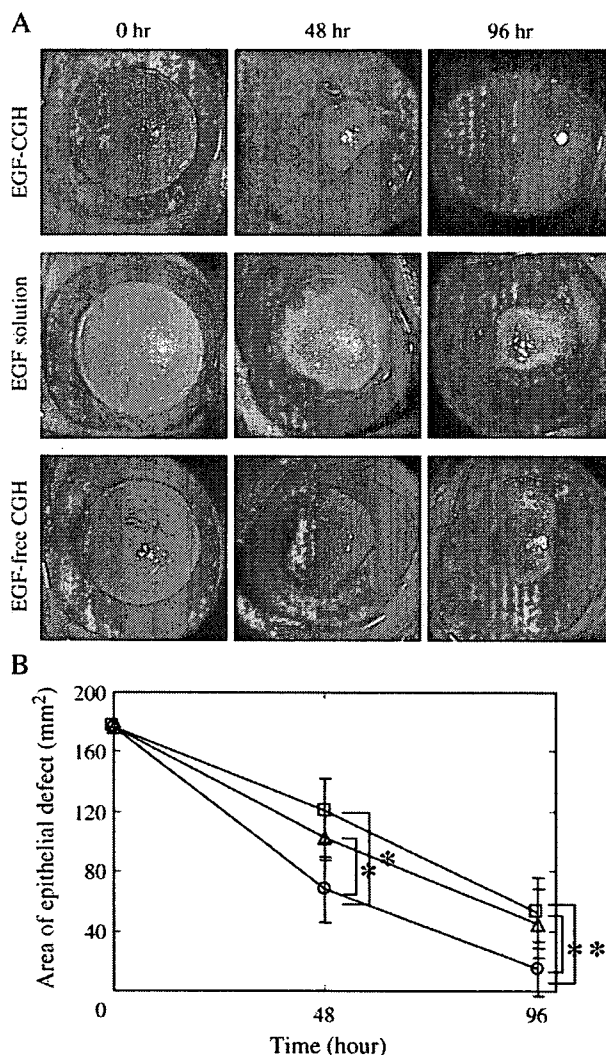 A
0 hr 48 hr 96 hr
EGF-CGH
EGF solution
EGF-free CGH
B
Area of epithelial defect (mm²)
200
160
120
80
40
0
48
96
* *
* *
Time (hour)